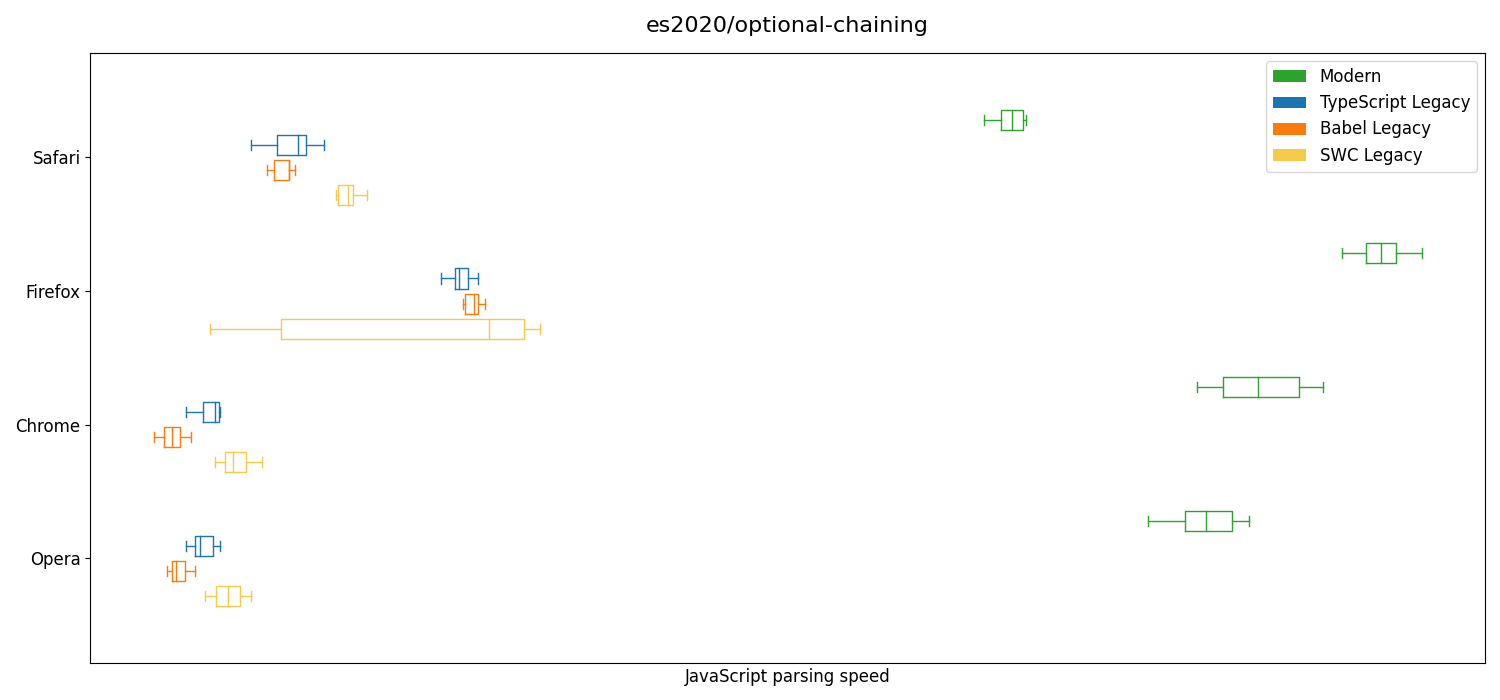 es2020/optional-chaining
Modern
TypeScript Legacy
Babel Legacy
SWC Legacy
Safari
Firefox
Chrome
Opera
JavaScript parsing speed